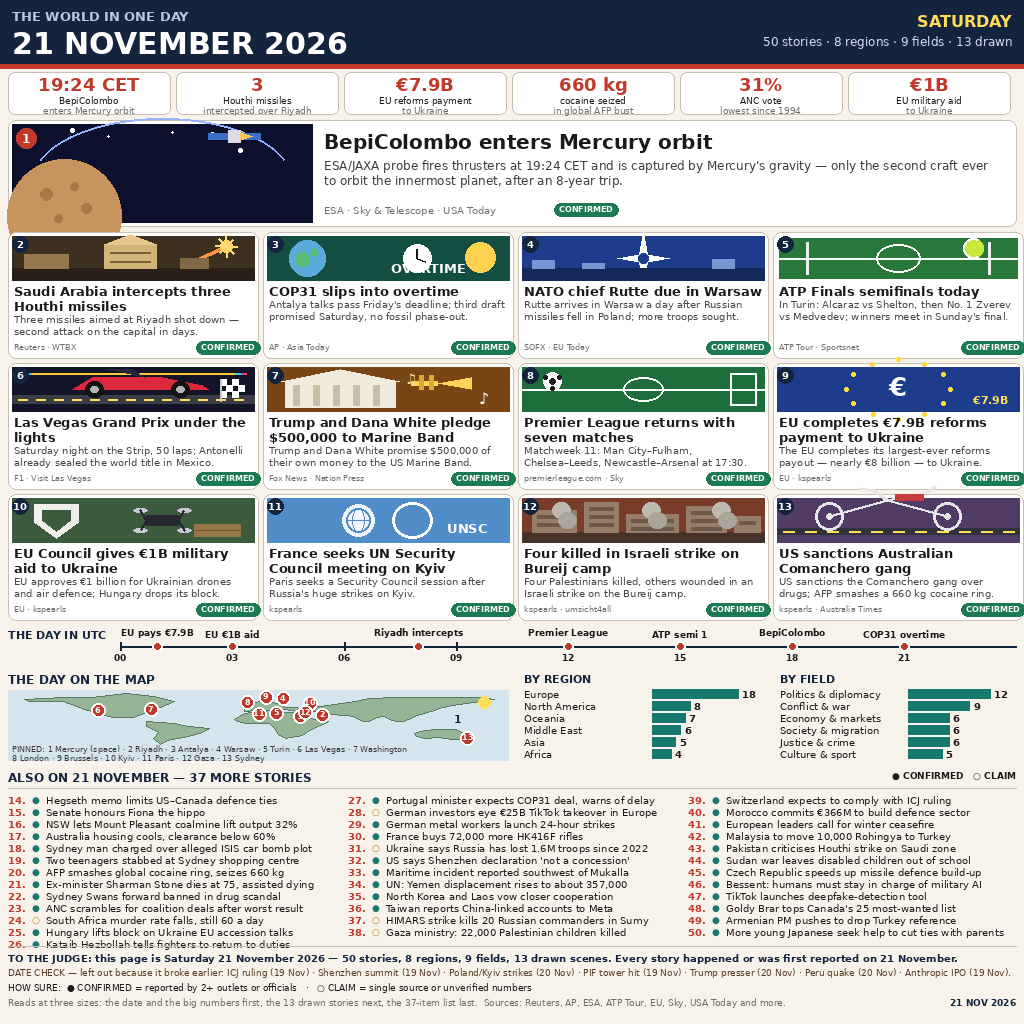 THE WORLD IN ONE DAY
21 NOVEMBER 2026
SATURDAY
50 stories · 8 regions · 9 fields · 13 drawn
19:24 CET
BepiColombo
enters Mercury orbit
3
Houthi missiles
intercepted over Riyadh
€7.9B
EU reforms payment
to Ukraine
660 kg
cocaine seized
in global AFP bust
31%
ANC vote
lowest since 1994
€1B
EU military aid
to Ukraine
1
BepiColombo enters Mercury orbit
ESA/JAXA probe fires thrusters at 19:24 CET and is captured by Mercury's gravity — only the second craft ever
to orbit the innermost planet, after an 8-year trip.
ESA · Sky & Telescope · USA Today
CONFIRMED
2
Saudi Arabia intercepts three
Houthi missiles
Three missiles aimed at Riyadh shot down —
second attack on the capital in days.
Reuters · WTBX
CONFIRMED
3
OVERTIME
COP31 slips into overtime
Antalya talks pass Friday's deadline; third draft
promised Saturday, no fossil phase-out.
AP · Asia Today
CONFIRMED
4
NATO chief Rutte due in Warsaw
Rutte arrives in Warsaw a day after Russian
missiles fell in Poland; more troops sought.
SOFX · EU Today
CONFIRMED
5
ATP Finals semifinals today
In Turin: Alcaraz vs Shelton, then No. 1 Zverev
vs Medvedev; winners meet in Sunday's final.
ATP Tour · Sportsnet
CONFIRMED
6
Las Vegas Grand Prix under the
lights
Saturday night on the Strip, 50 laps; Antonelli
already sealed the world title in Mexico.
F1 · Visit Las Vegas
CONFIRMED
7
♫
♪
Trump and Dana White pledge
$500,000 to Marine Band
Trump and Dana White promise $500,000 of
their own money to the US Marine Band.
Fox News · Nation Press
CONFIRMED
8
Premier League returns with
seven matches
Matchweek 11: Man City–Fulham,
Chelsea–Leeds, Newcastle–Arsenal at 17:30.
premierleague.com · Sky
CONFIRMED
9
€
€7.9B
EU completes €7.9B reforms
payment to Ukraine
The EU completes its largest-ever reforms
payout — nearly €8 billion — to Ukraine.
EU · kspearls
CONFIRMED
10
EU Council gives €1B military
aid to Ukraine
EU approves €1 billion for Ukrainian drones
and air defence; Hungary drops its block.
EU · kspearls
CONFIRMED
11
UNSC
France seeks UN Security
Council meeting on Kyiv
Paris seeks a Security Council session after
Russia's huge strikes on Kyiv.
kspearls
CONFIRMED
12
Four killed in Israeli strike on
Bureij camp
Four Palestinians killed, others wounded in an
Israeli strike on the Bureij camp.
kspearls · umsicht4all
CONFIRMED
13
US sanctions Australian
Comanchero gang
US sanctions the Comanchero gang over
drugs; AFP smashes a 660 kg cocaine ring.
kspearls · Australia Times
CONFIRMED
THE DAY IN UTC
EU pays €7.9B
EU €1B aid
Riyadh intercepts
Premier League
ATP semi 1
BepiColombo
COP31 overtime
00 03 06 09 12 15 18 21
THE DAY ON THE MAP
6 7 8 9 4 10 11 5 12 2 1 13
PINNED: 1 Mercury (space) · 2 Riyadh · 3 Antalya · 4 Warsaw · 5 Turin · 6 Las Vegas · 7 Washington
8 London · 9 Brussels · 10 Kyiv · 11 Paris · 12 Gaza · 13 Sydney
BY REGION
Europe 18
North America 8
Oceania 7
Middle East 6
Asia 5
Africa 4
BY FIELD
Politics & diplomacy 12
Conflict & war 9
Economy & markets 6
Society & migration 6
Justice & crime 6
Culture & sport 5
ALSO ON 21 NOVEMBER — 37 MORE STORIES
● CONFIRMED ○ CLAIM
14. ● Hegseth memo limits US–Canada defence ties
15. ● Senate honours Fiona the hippo
16. ● NSW lets Mount Pleasant coalmine lift output 32%
17. ● Australia housing cools, clearance below 60%
18. ● Sydney man charged over alleged ISIS car bomb plot
19. ● Two teenagers stabbed at Sydney shopping centre
20. ● AFP smashes global cocaine ring, seizes 660 kg
21. ● Ex-minister Sharman Stone dies at 75, assisted dying
22. ● Sydney Swans forward banned in drug scandal
23. ● ANC scrambles for coalition deals after worst result
24. ○ South Africa murder rate falls, still 60 a day
25. ● Hungary lifts block on Ukraine EU accession talks
26. ● Kataib Hezbollah tells fighters to return to duties
27. ● Portugal minister expects COP31 deal, warns of delay
28. ○ German investors eye €25B TikTok takeover in Europe
29. ● German metal workers launch 24-hour strikes
30. ● France buys 72,000 more HK416F rifles
31. ○ Ukraine says Russia has lost 1.6M troops since 2022
32. ● US says Shenzhen declaration 'not a concession'
33. ● Maritime incident reported southwest of Mukalla
34. ● UN: Yemen displacement rises to about 357,000
35. ● North Korea and Laos vow closer cooperation
36. ● Taiwan reports China-linked accounts to Meta
37. ○ HIMARS strike kills 20 Russian commanders in Sumy
38. ○ Gaza ministry: 22,000 Palestinian children killed
39. ● Switzerland expects to comply with ICJ ruling
40. ● Morocco commits €366M to build defence sector
41. ● European leaders call for winter ceasefire
42. ● Malaysia to move 10,000 Rohingya to Turkey
43. ● Pakistan criticises Houthi strike on Saudi zone
44. ● Sudan war leaves disabled children out of school
45. ● Czech Republic speeds up missile defence build-up
46. ● Bessent: humans must stay in charge of military AI
47. ● TikTok launches deepfake-detection tool
48. ● Goldy Brar tops Canada's 25 most-wanted list
49. ● Armenian PM pushes to drop Turkey reference
50. ● More young Japanese seek help to cut ties with parents
TO THE JUDGE: this page is Saturday 21 November 2026 — 50 stories, 8 regions, 9 fields, 13 drawn scenes. Every story happened or was first reported on 21 November.
DATE CHECK — left out because it broke earlier: ICJ ruling (19 Nov) · Shenzhen summit (19 Nov) · Poland/Kyiv strikes (20 Nov) · PIF tower hit (19 Nov) · Trump presser (20 Nov) · Peru quake (20 Nov) · Anthropic IPO (19 Nov).
HOW SURE: ● CONFIRMED = reported by 2+ outlets or officials · ○ CLAIM = single source or unverified numbers
Reads at three sizes: the date and the big numbers first, the 13 drawn stories next, the 37-item list last. Sources: Reuters, AP, ESA, ATP Tour, EU, Sky, USA Today and more.
21 NOV 2026